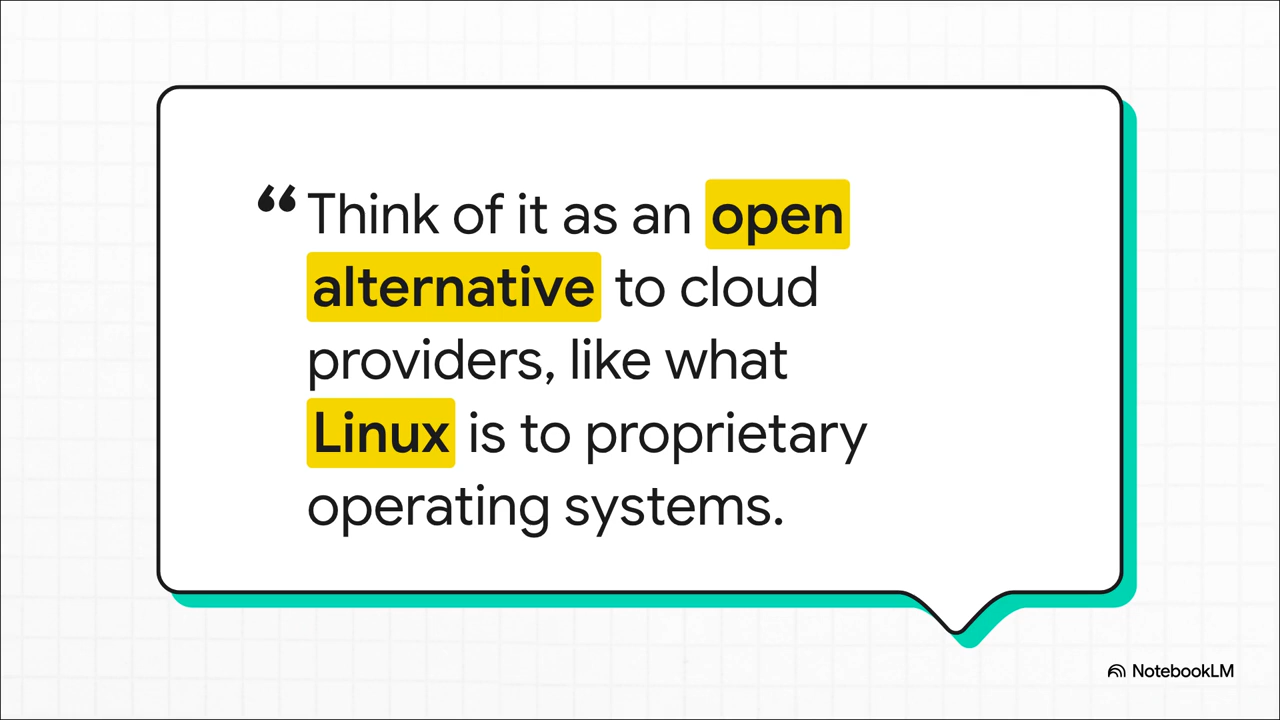 “Think of it as an open
alternative to cloud
providers, like what
Linux is to proprietary
operating systems.
NotebookLM